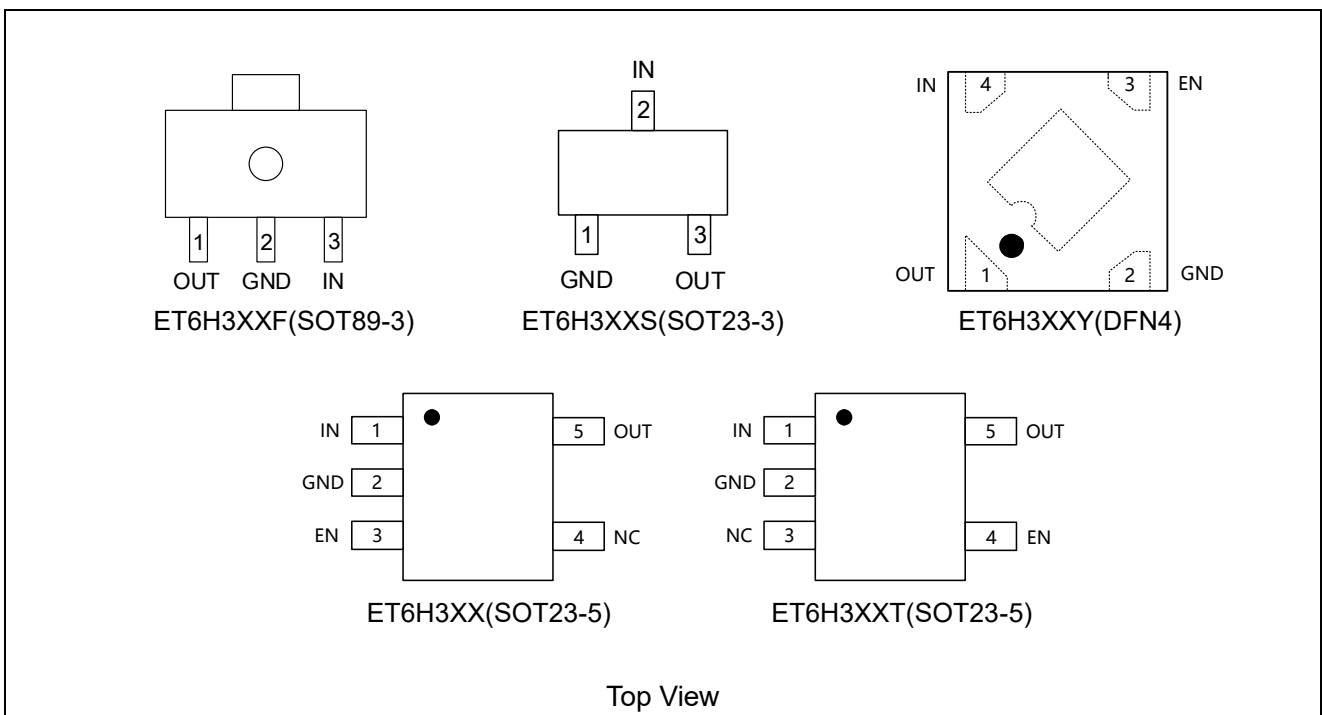 IN
2
1
2
3
OUT
GND
IN
ET6H3XXF(SOT89-3)
1
3
GND
OUT
ET6H3XXS(SOT23-3)
IN
4
3
EN
OUT
1
2
GND
ET6H3XXY(DFN4)
IN
1
5
OUT
GND
2
EN
3
4
NC
ET6H3XX(SOT23-5)
IN
1
5
OUT
GND
2
NC
3
4
EN
ET6H3XXT(SOT23-5)
Top View